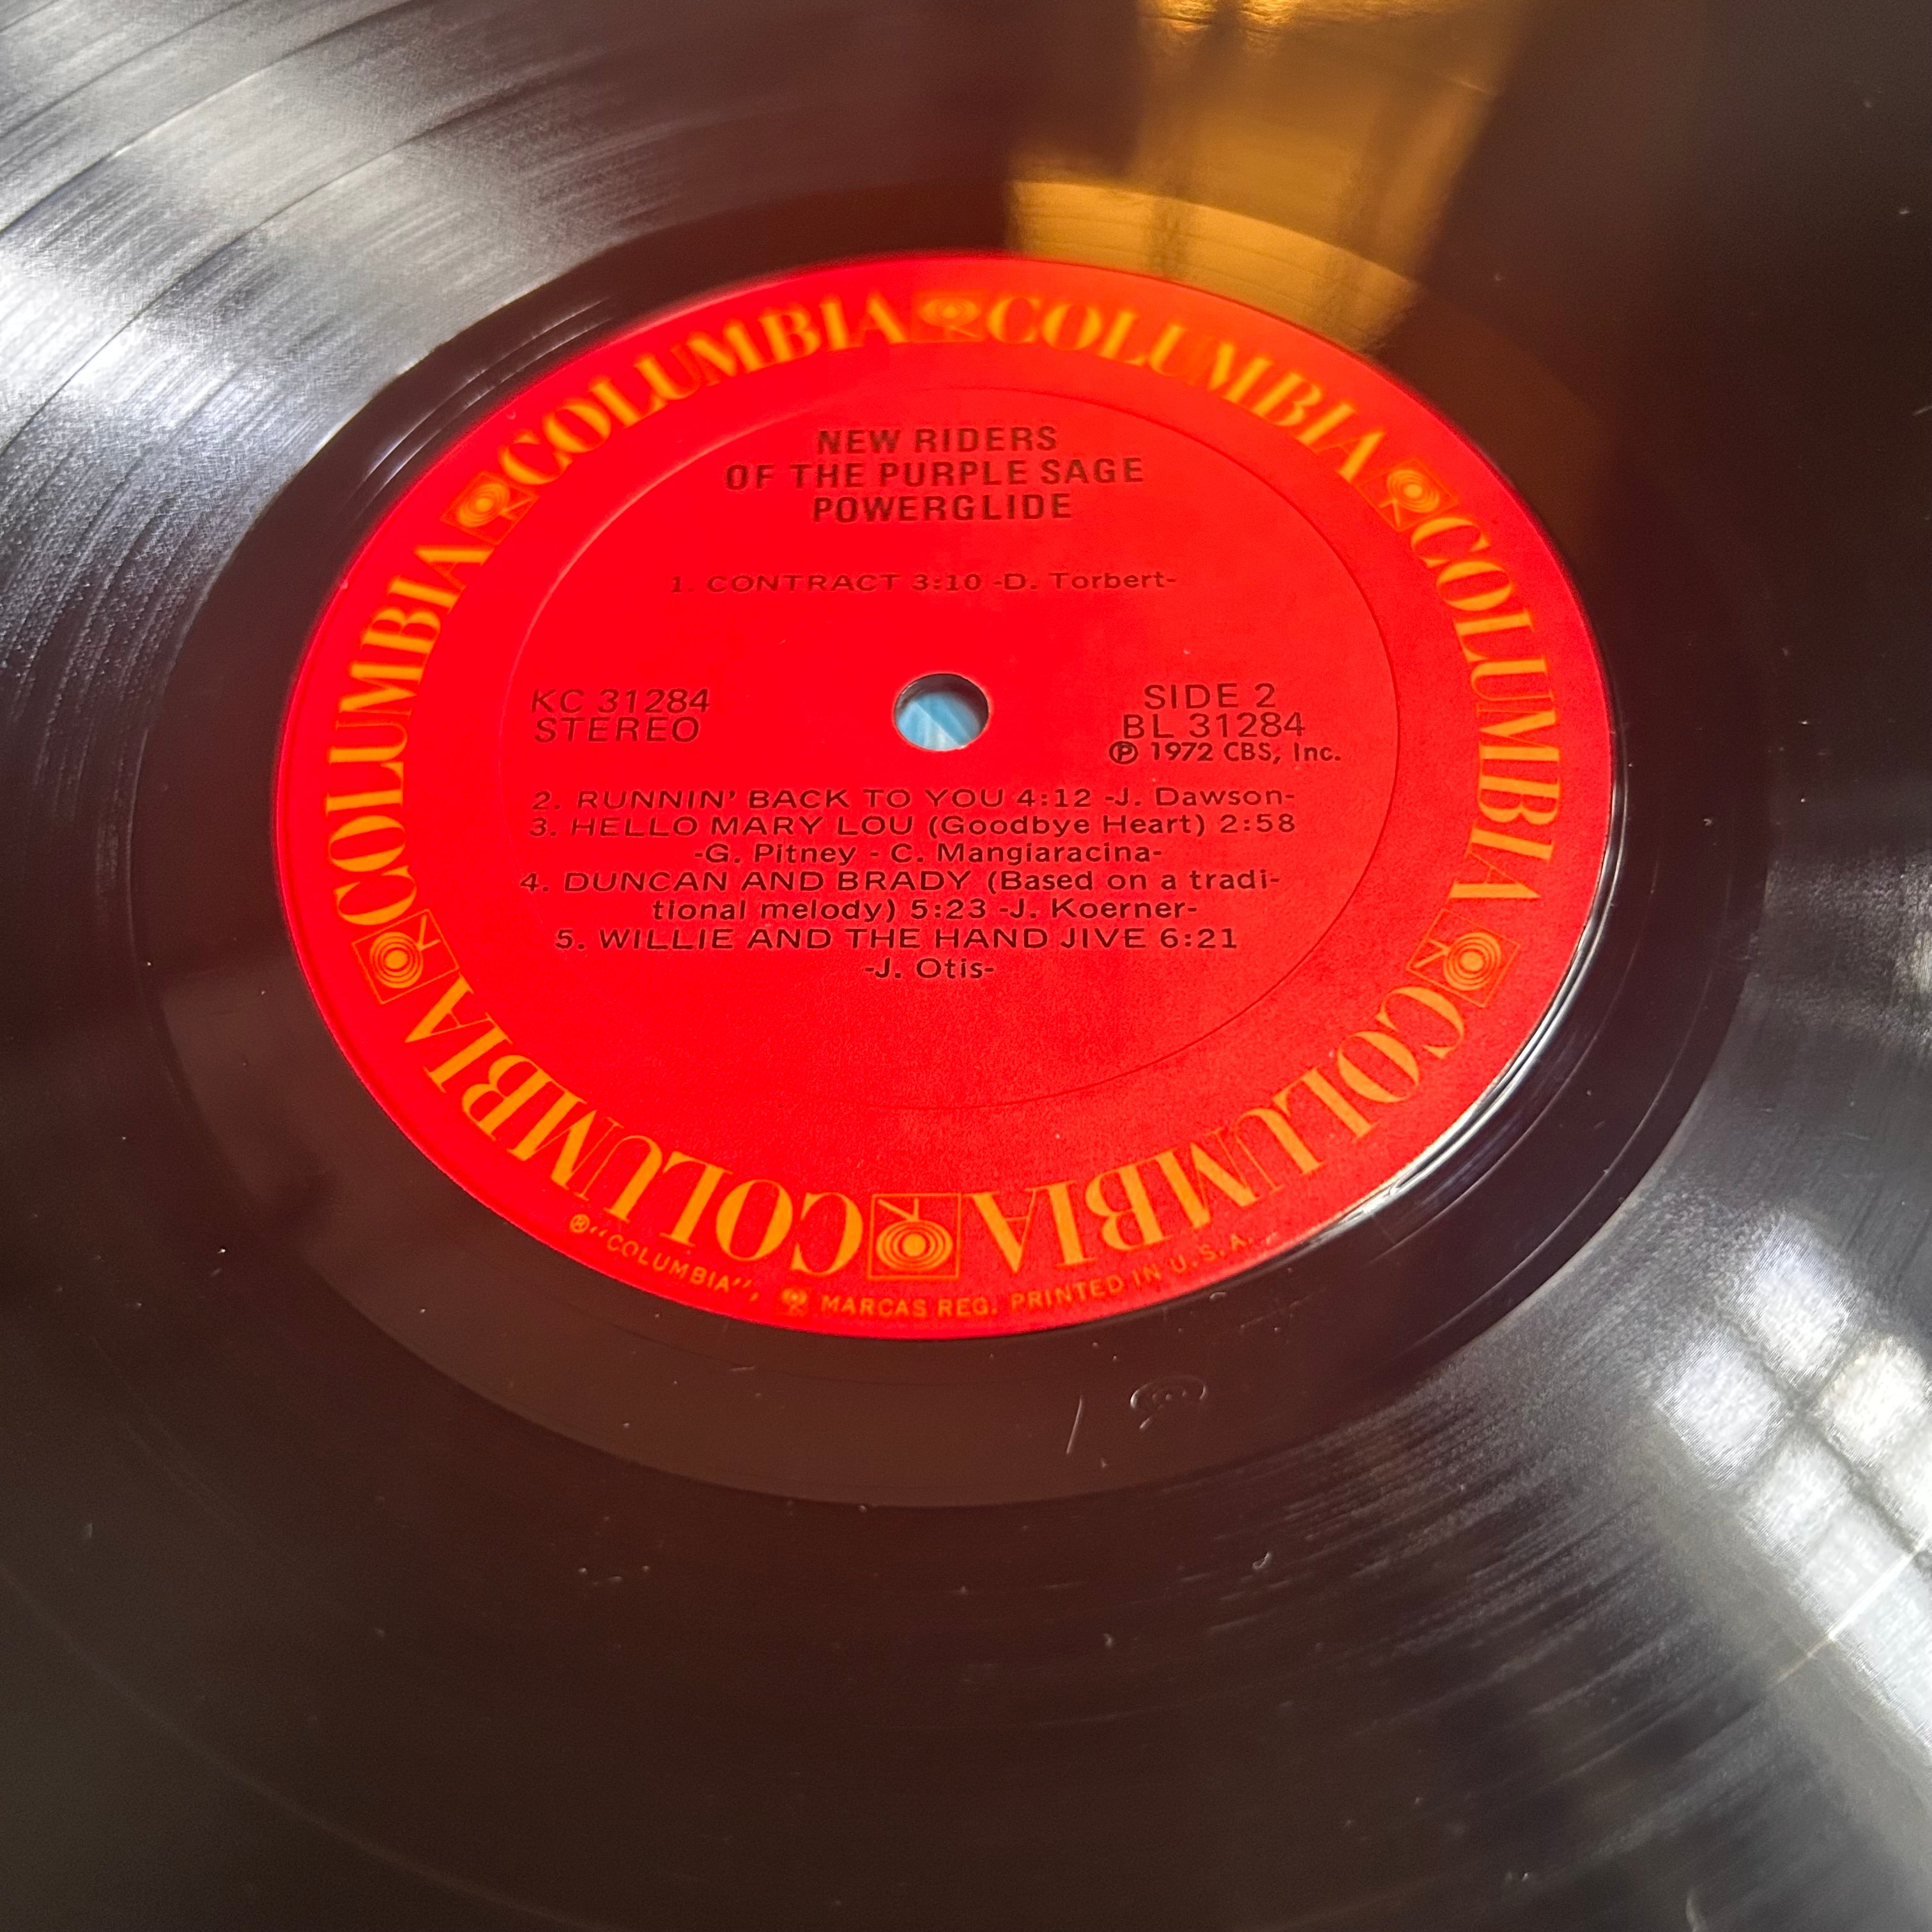 COLUMBIA COLUMBIA COLUMBIA COLUMBIA COLUMBIA COLUMBIA
NEW RIDERS
OF THE PURPLE SAGE
POWERGLIDE
1. CONTRACT 3:10 -D. Torbert-
KC 31284
STEREO
SIDE 2
BL 31284
℗ 1972 CBS, Inc.
2. RUNNIN' BACK TO YOU 4:12 -J. Dawson-
3. HELLO MARY LOU (Goodbye Heart) 2:58
-G. Pitney - C. Mangiaracina-
4. DUNCAN AND BRADY (Based on a tradi-
tional melody) 5:23 -J. Koerner-
5. WILLIE AND THE HAND JIVE 6:21
-J. Otis-
®"COLUMBIA", MARCAS REG. PRINTED IN U.S.A.